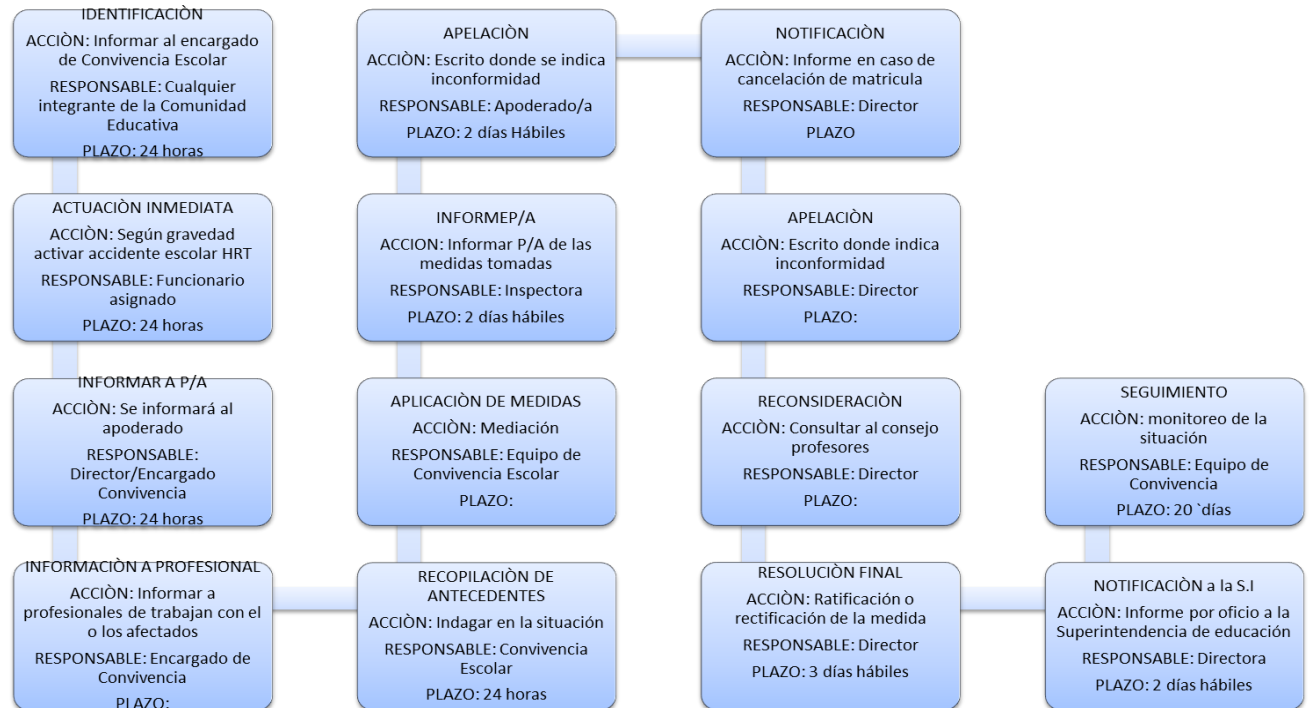 IDENTIFICACIÒN
ACCIÒN: Informar al encargado
de Convivencia Escolar
RESPONSABLE: Cualquier
integrante de la Comunidad
Educativa
PLAZO: 24 horas
ACTUACIÒN INMEDIATA
ACCIÒN: Según gravedad
activar accidente escolar HRT
RESPONSABLE: Funcionario
asignado
PLAZO: 24 horas
INFORMAR A P/A
ACCIÒN: Se informará al
apoderado
RESPONSABLE:
Director/Encargado
Convivencia
PLAZO: 24 horas
INFORMACIÒN A PROFESIONAL
ACCIÒN: Informar a
profesionales de trabajan con el
o los afectados
RESPONSABLE: Encargado de
Convivencia
PLAZO:
RECOPILACIÒN DE
ANTECEDENTES
ACCIÒN: Indagar en la situación
RESPONSABLE: Convivencia
Escolar
PLAZO: 24 horas
APLICACIÒN DE MEDIDAS
ACCIÒN: Mediación
RESPONSABLE: Equipo de
Convivencia Escolar
PLAZO:
INFORMEP/A
ACCION: Informar P/A de las
medidas tomadas
RESPONSABLE: Inspectora
PLAZO: 2 días hábiles
APELACIÒN
ACCIÒN: Escrito donde se indica
inconformidad
RESPONSABLE: Apoderado/a
PLAZO: 2 días Hábiles
NOTIFICACIÒN
ACCIÒN: Informe en caso de
cancelación de matricula
RESPONSABLE: Director
PLAZO
APELACIÒN
ACCIÒN: Escrito donde indica
inconformidad
RESPONSABLE: Director
PLAZO:
RECONSIDERACIÒN
ACCIÒN: Consultar al consejo
profesores
RESPONSABLE: Director
PLAZO:
RESOLUCIÒN FINAL
ACCIÒN: Ratificación o
rectificación de la medida
RESPONSABLE: Director
PLAZO: 3 días hábiles
NOTIFICACIÒN a la S.I
ACCIÒN: Informe por oficio a la
Superintendencia de educación
RESPONSABLE: Directora
PLAZO: 2 días hábiles
SEGUIMIENTO
ACCIÒN: monitoreo de la
situación
RESPONSABLE: Equipo de
Convivencia
PLAZO: 20 `días